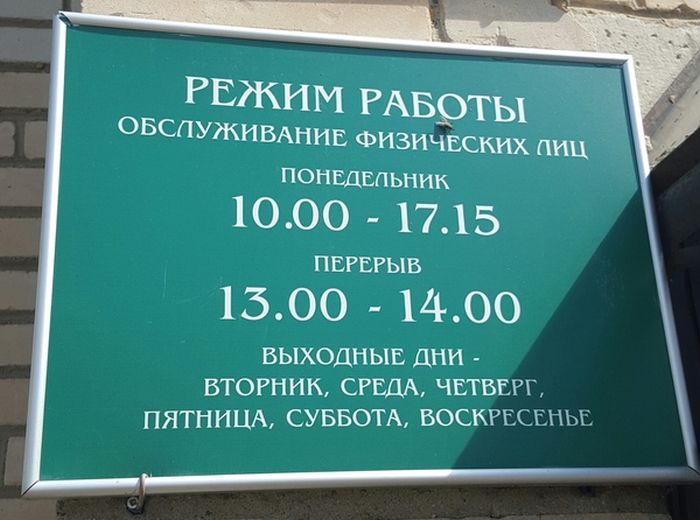 РЕЖИМ РАБОТЫ
ОБСЛУЖИВАНИЕ ФИЗИЧЕСКИХ ЛИЦ
ПОНЕДЕЛЬНИК
10.00 - 17.15
ПЕРЕРЫВ
13.00 - 14.00
ВЫХОДНЫЕ ДНИ -
ВТОРНИК, СРЕДА, ЧЕТВЕРГ,
ПЯТНИЦА, СУББОТА, ВОСКРЕСЕНЬЕ